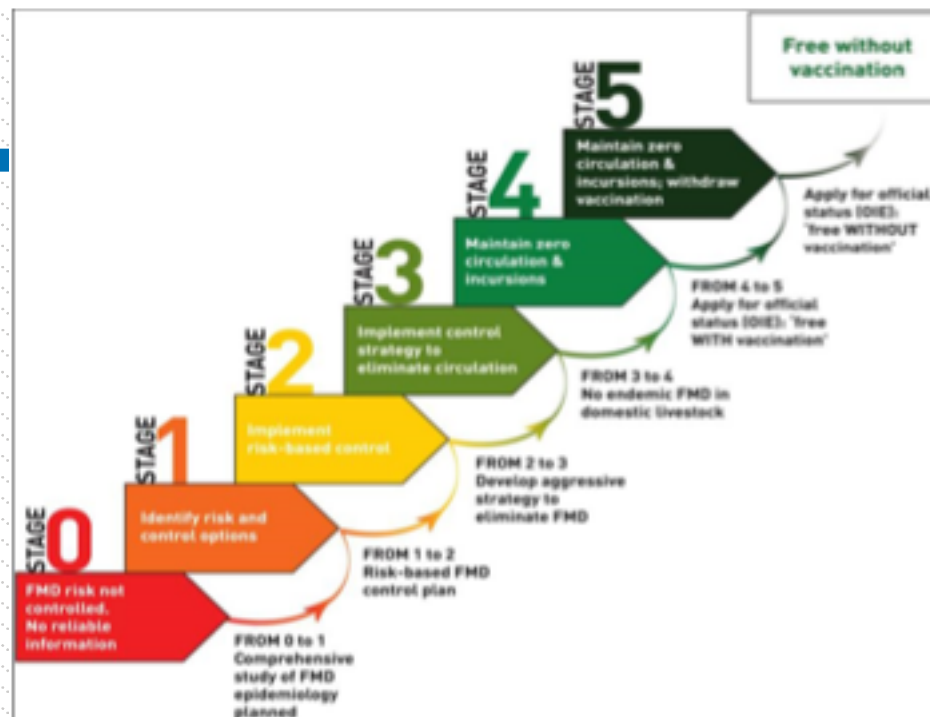 Free without
vaccination
STAGE 5
Maintain zero
circulation &
incursions; withdraw
vaccination
Apply for official
status (OIE):
'free WITHOUT
vaccination'
STAGE 4
Maintain zero
circulation &
incursions
FROM 4 to 5
Apply for official
status (OIE): 'free
WITH vaccination'
STAGE 3
Implement control
strategy to
eliminate circulation
FROM 3 to 4
No endemic FMD in
domestic livestock
STAGE 2
Implement
risk-based control
FROM 2 to 3
Develop aggressive
strategy to
eliminate FMD
STAGE 1
Identify risk and
control options
FROM 1 to 2
Risk-based FMD
control plan
STAGE 0
FMD risk not
controlled.
No reliable
information
FROM 0 to 1
Comprehensive
study of FMD
epidemiology
planned